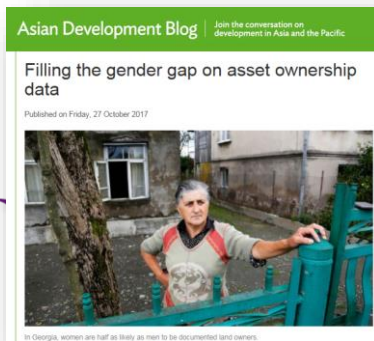 Asian Development Blog
Join the conversation on
development in Asia and the Pacific
Filling the gender gap on asset ownership
data
Published on Friday, 27 October 2017
In Georgia, women are half as likely as men to be documented land owners.